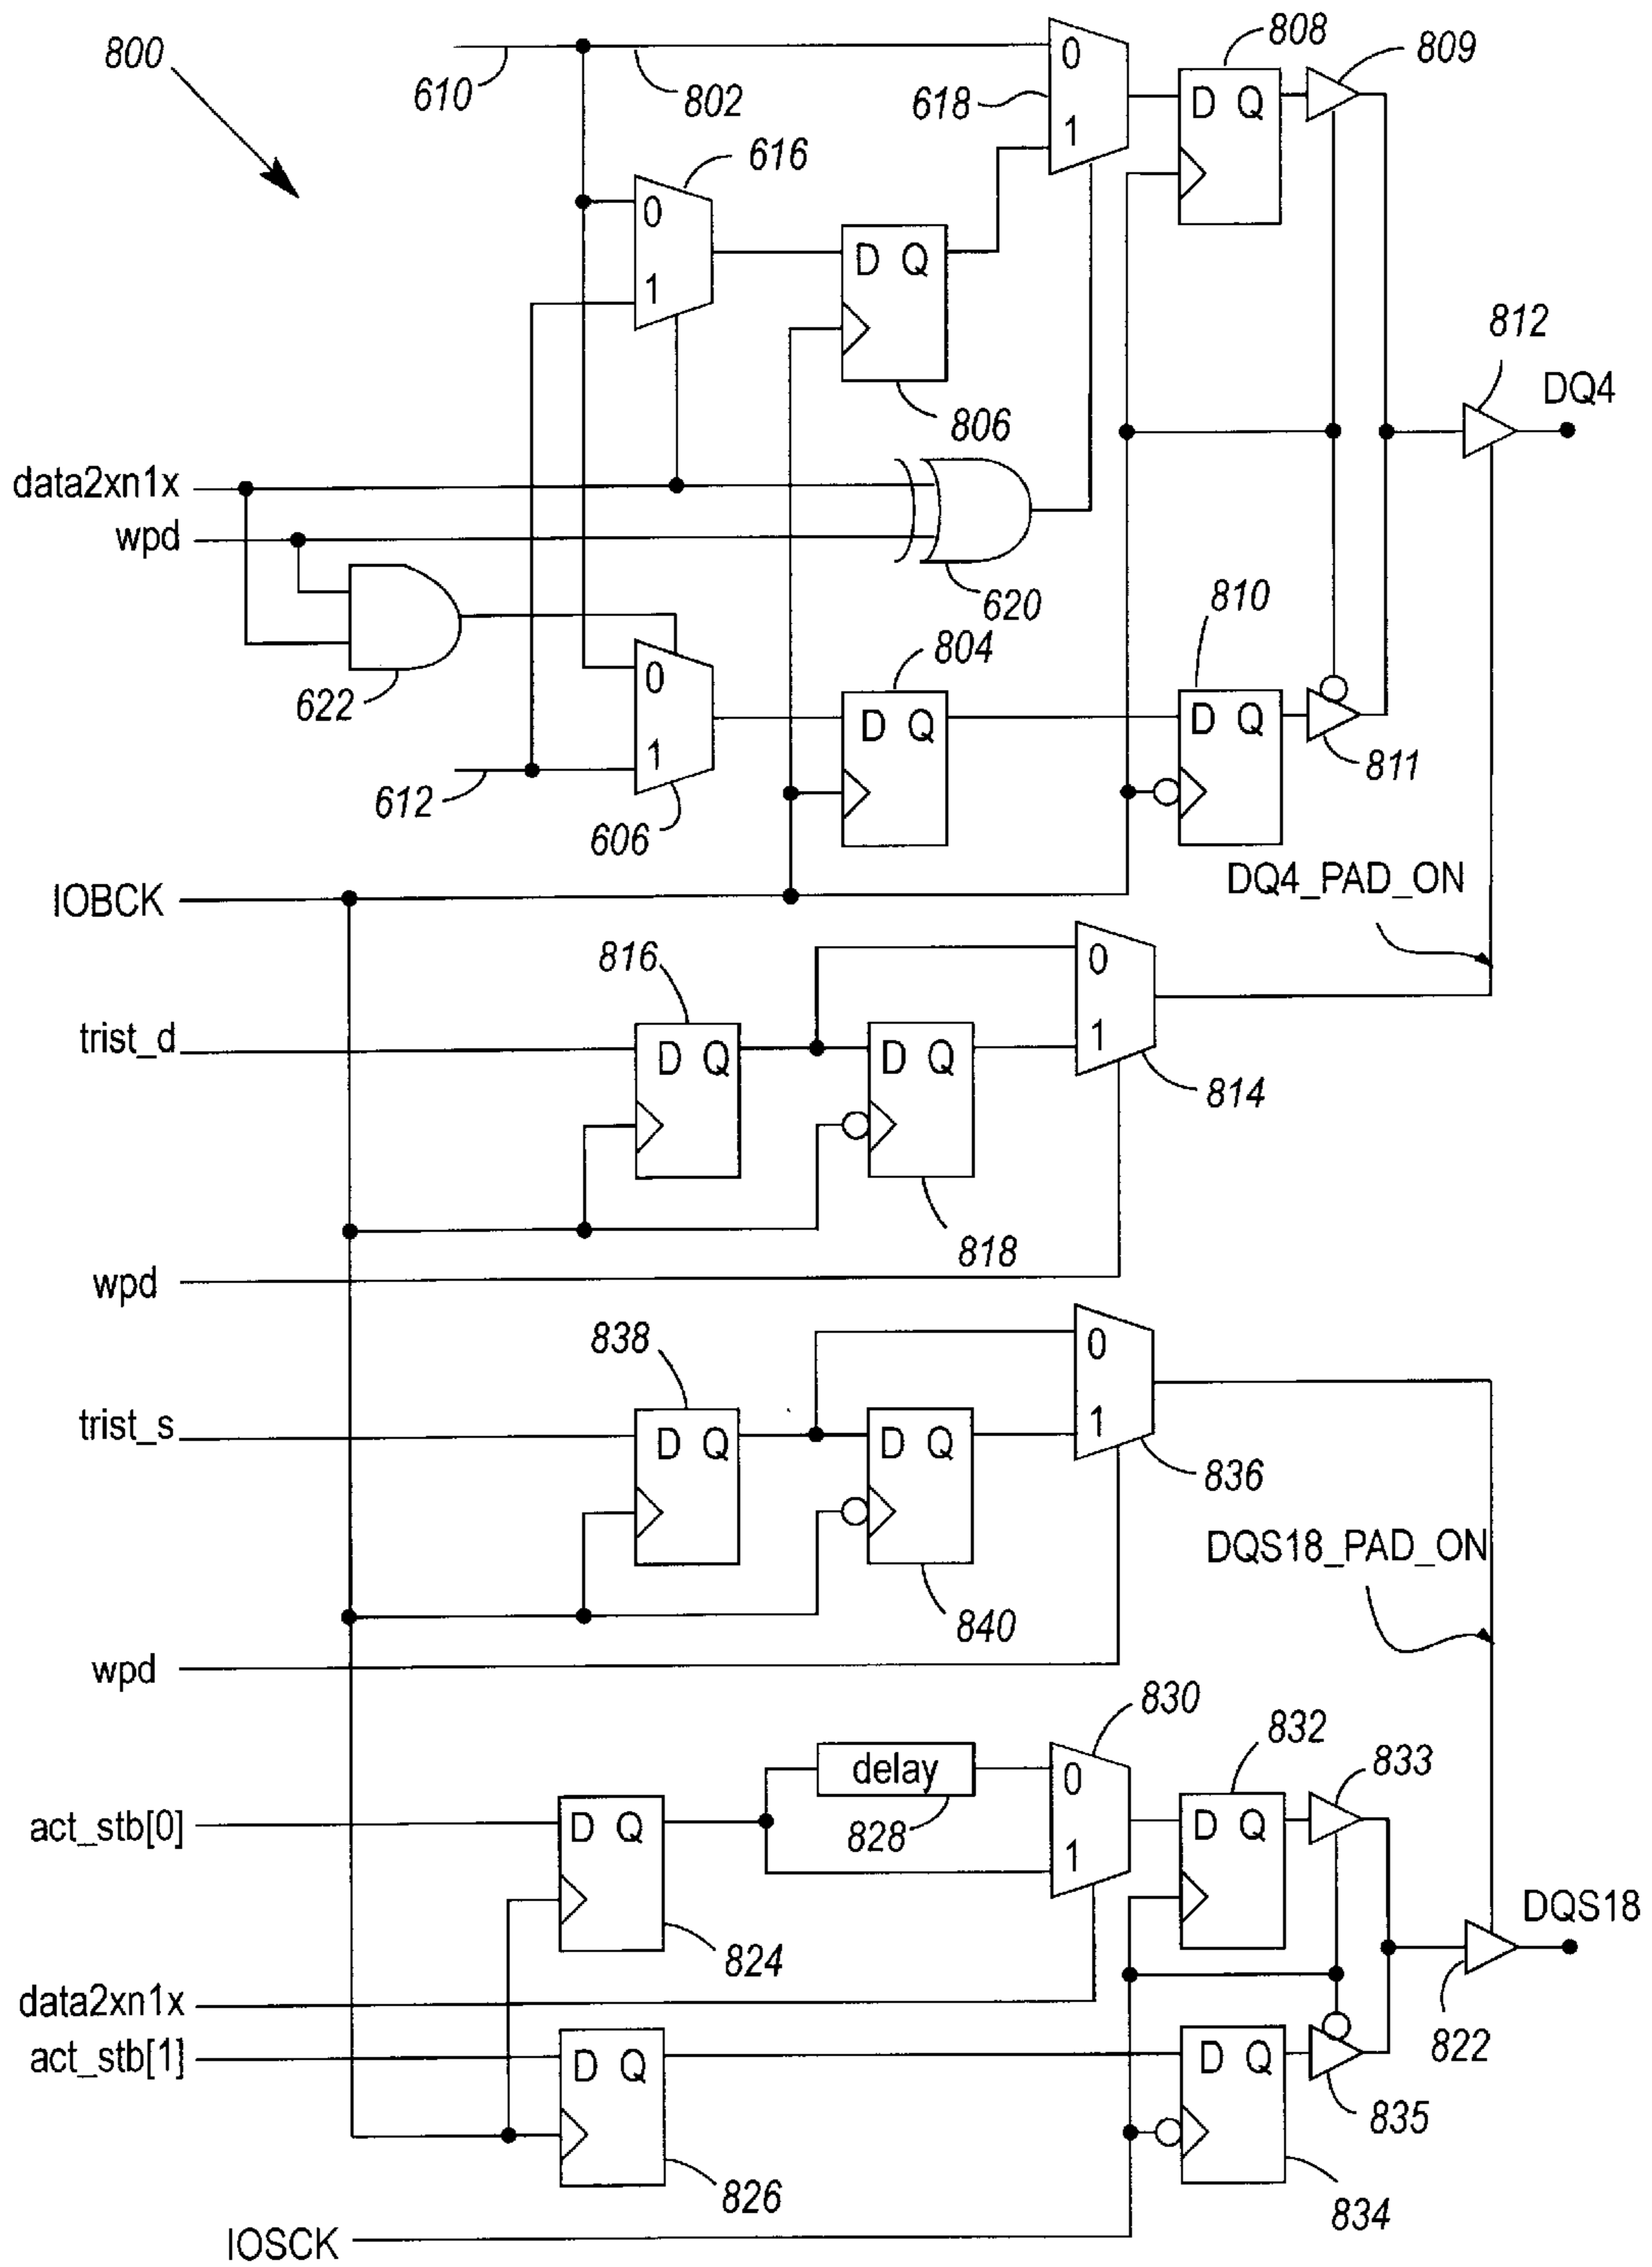 800
610
802
0
1
618
D Q
808
809
616
0
1
D Q
806
812
DQ4
data2xn1x
wpd
620
622
0
1
606
804
D Q
810
D Q
811
612
IOBCK
DQ4_PAD_ON
816
0
1
trist_d
D Q
D Q
814
818
wpd
838
0
1
trist_s
D Q
D Q
836
DQS18_PAD_ON
840
wpd
830
delay
828
0
1
832
D Q
833
act_stb[0]
D Q
824
DQS18
data2xn1x
act_stb[1]
D Q
D Q
822
835
826
834
IOSCK